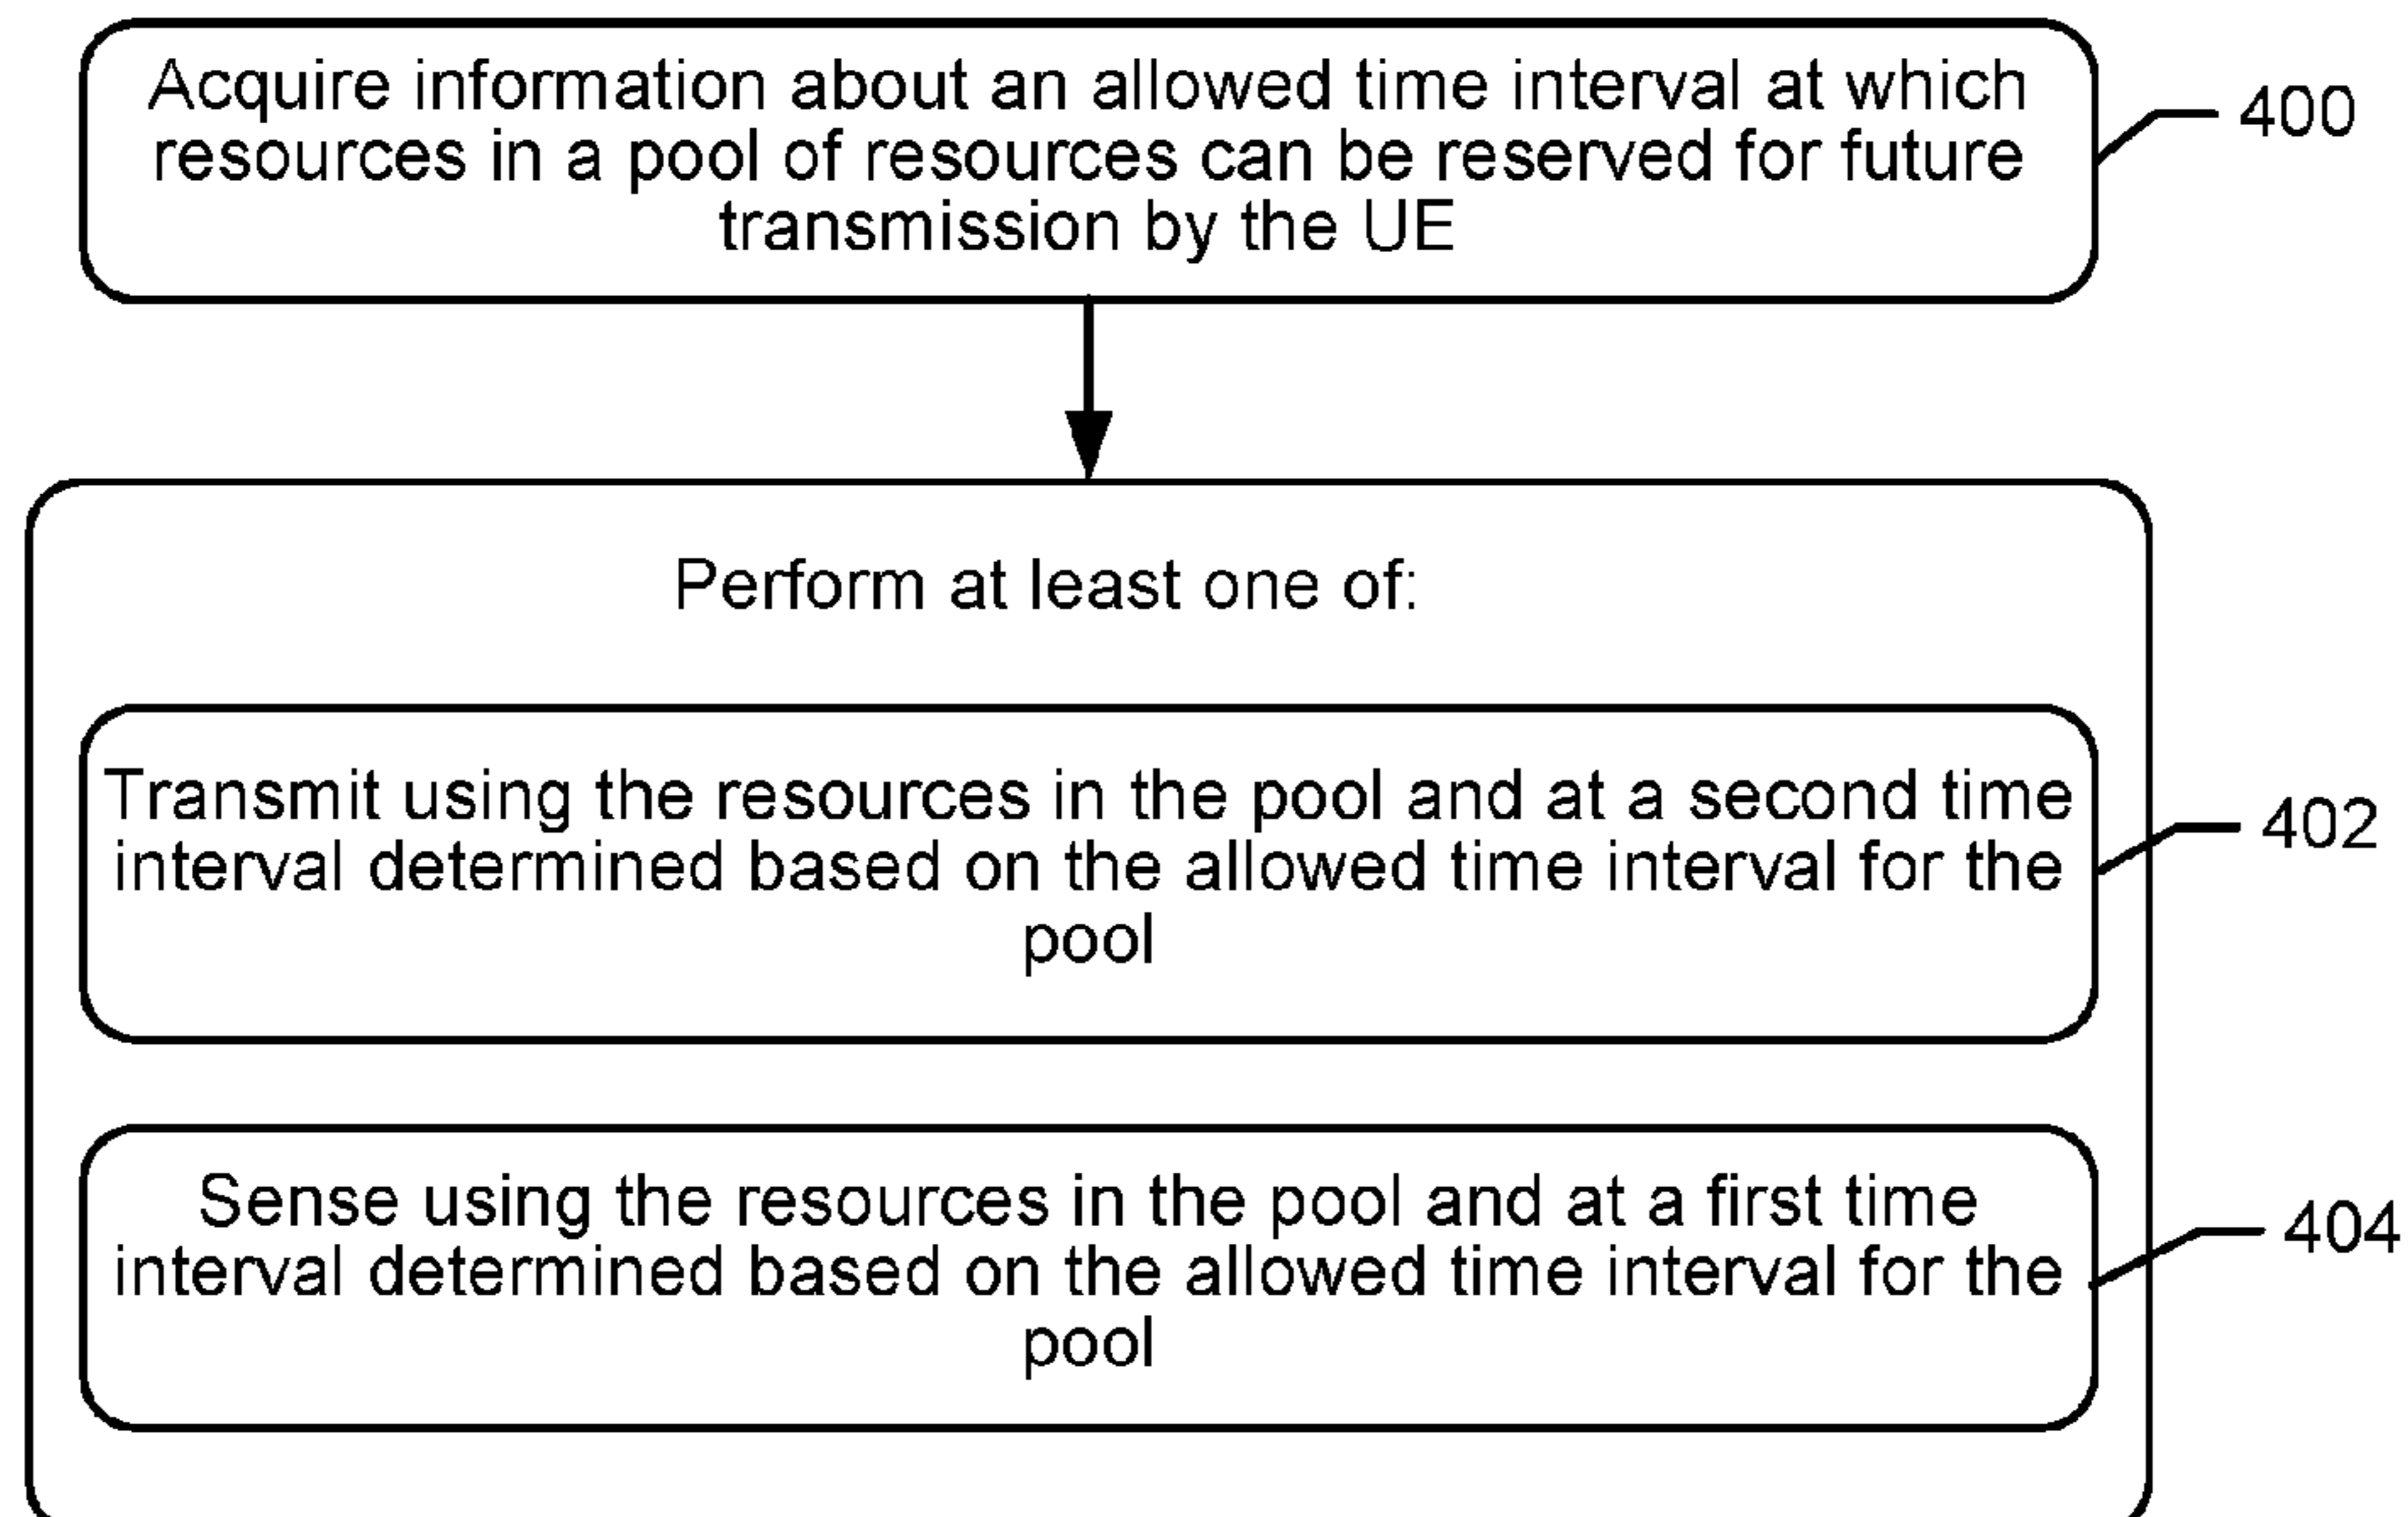 Acquire information about an allowed time interval at which
resources in a pool of resources can be reserved for future
transmission by the UE
400
Perform at least one of:
Transmit using the resources in the pool and at a second time
interval determined based on the allowed time interval for the
pool
402
Sense using the resources in the pool and at a first time
interval determined based on the allowed time interval for the
pool
404